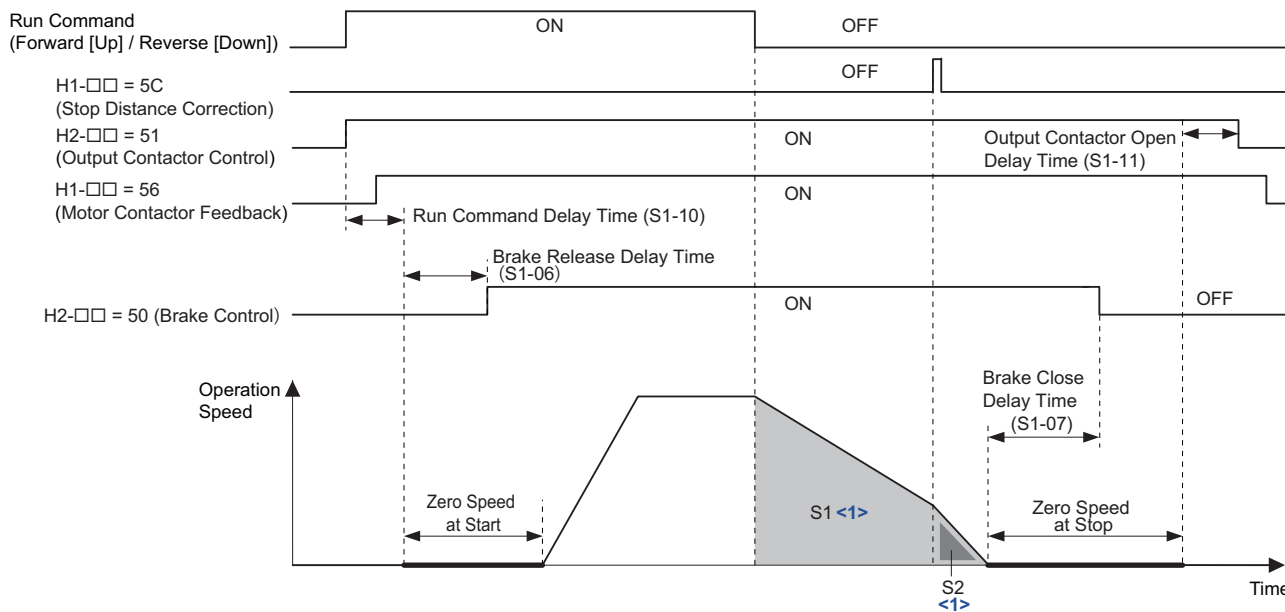 Run Command
(Forward [Up] / Reverse [Down])
ON
OFF
H1-□□ = 5C
(Stop Distance Correction)
OFF
H2-□□ = 51
(Output Contactor Control)
ON
Output Contactor Open
Delay Time (S1-11)
H1-□□ = 56
(Motor Contactor Feedback)
ON
Run Command Delay Time (S1-10)
Brake Release Delay Time
(S1-06)
H2-□□ = 50 (Brake Control)
ON
OFF
Operation
Speed
Brake Close
Delay Time
(S1-07)
Zero Speed
at Start
S1 <1>
Zero Speed
at Stop
S2
<1>
Time